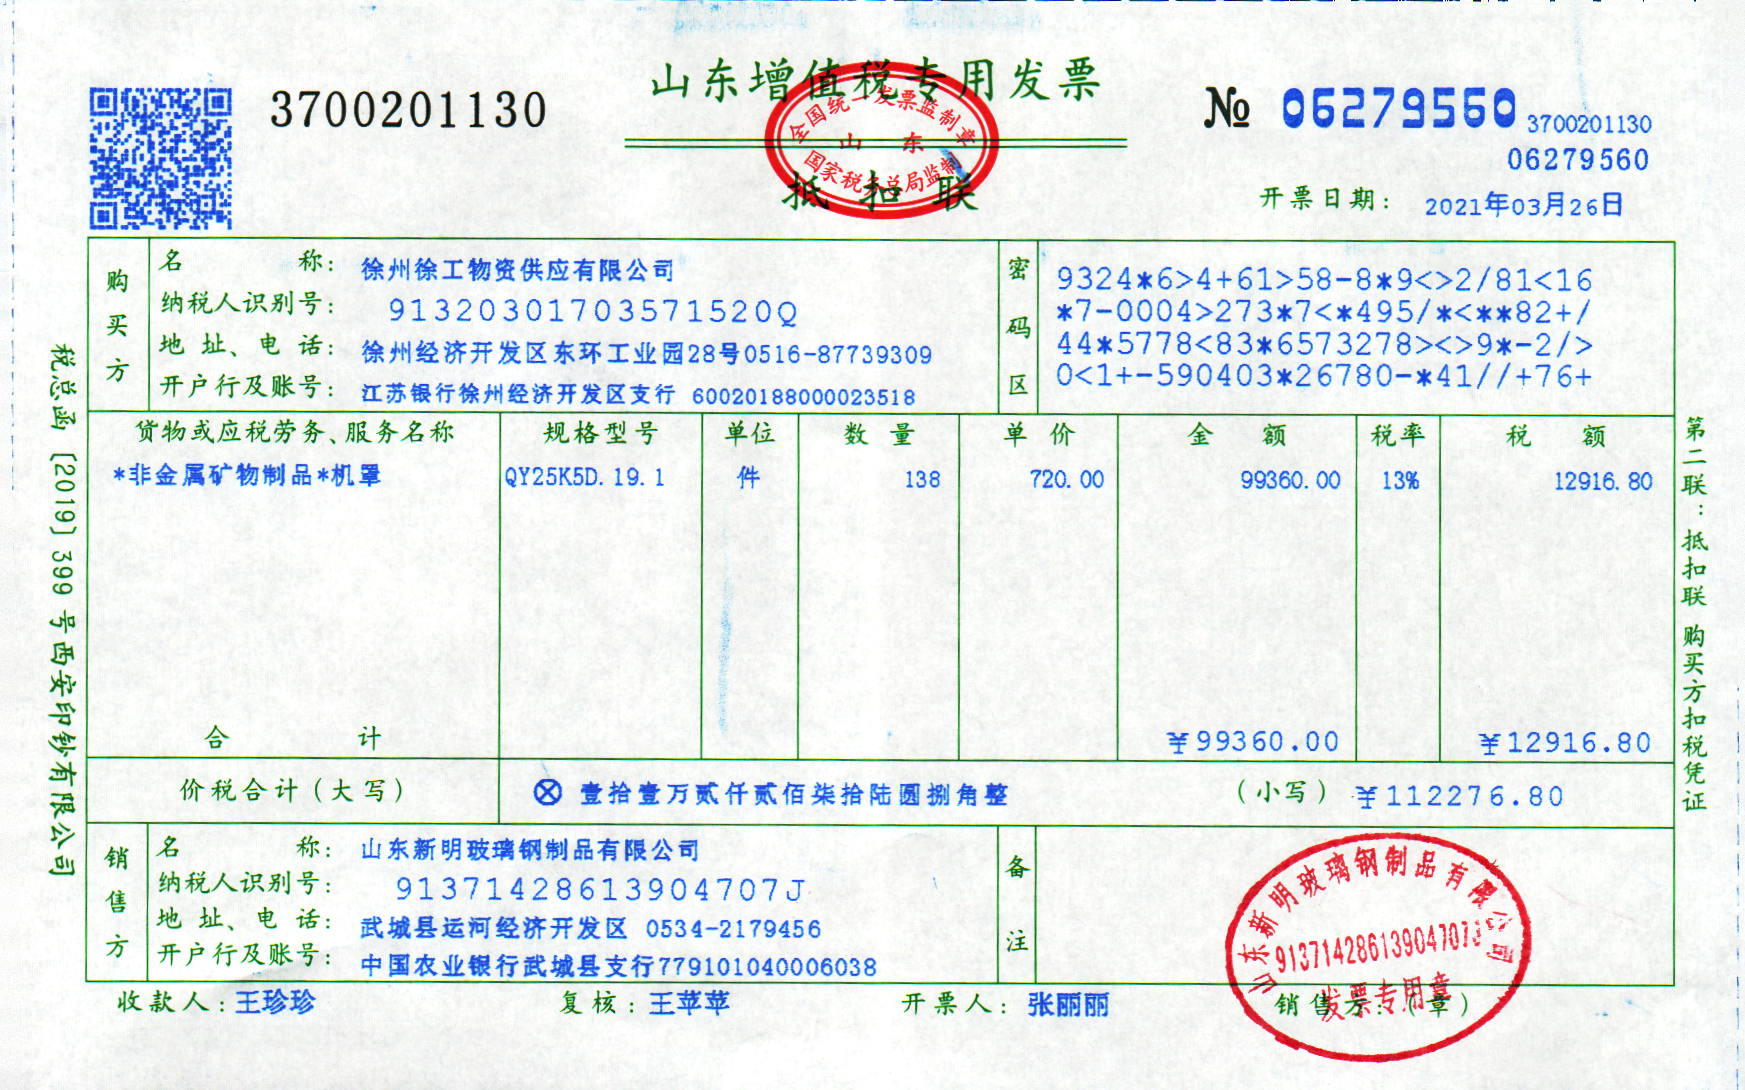 山东增值税专用发票
3700201130
№ 06279560
3700201130
06279560
全国统一发票监制章
山东
国家税务总局监制
抵扣联
开票日期: 2021年03月26日
购买方
名称: 徐州徐工物资供应有限公司
纳税人识别号: 91320301703571520Q
地址、电话: 徐州经济开发区东环工业园28号0516-87739309
开户行及账号: 江苏银行徐州经济开发区支行 60020188000023518
密码区
9324*6>4+61>58-8*9<>2/81<16
*7-0004>273*7<*495/*<**82+/
44*5778<83*6573278><>9*-2/>
0<1+-590403*26780-*41//+76+
货物或应税劳务、服务名称 规格型号 单位 数量 单价 金额 税率 税额
*非金属矿物制品*机罩 QY25K5D.19.1 件 138 720.00 99360.00 13% 12916.80
合计 ¥99360.00 ¥12916.80
价税合计(大写) ⊗壹拾壹万贰仟贰佰柒拾陆圆捌角整 (小写) ¥112276.80
销售方
名称: 山东新明玻璃钢制品有限公司
纳税人识别号: 91371428613904707J
地址、电话: 武城县运河经济开发区 0534-2179456
开户行及账号: 中国农业银行武城县支行779101040006038
备注
山东新明玻璃钢制品有限公司
91371428613904707J
发票专用章
收款人: 王珍珍 复核: 王苹苹 开票人: 张丽丽 销售方: (章)
税总函[2019]399号西安印钞有限公司
第二联: 抵扣联 购买方扣税凭证